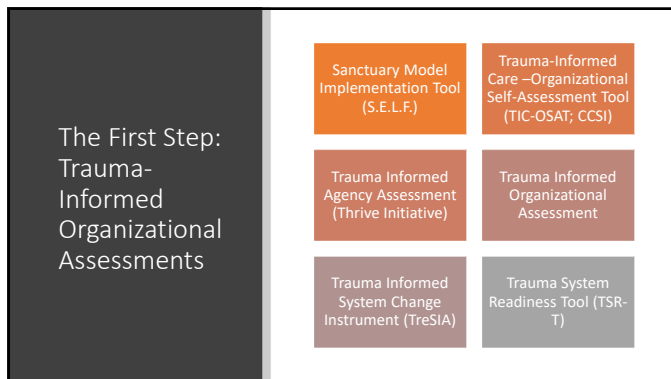 The First Step:
Trauma-
Informed
Organizational
Assessments
Sanctuary Model
Implementation Tool
(S.E.L.F.)
Trauma-Informed
Care –Organizational
Self-Assessment Tool
(TIC-OSAT; CCSI)
Trauma Informed
Agency Assessment
(Thrive Initiative)
Trauma Informed
Organizational
Assessment
Trauma Informed
System Change
Instrument (TreSIA)
Trauma System
Readiness Tool (TSR-
T)